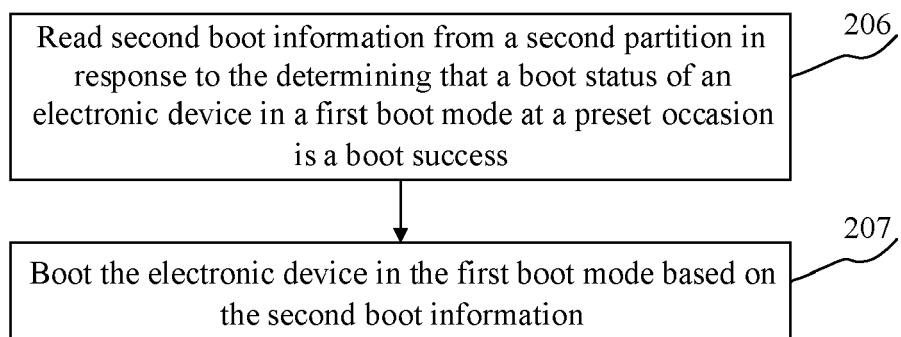 Read second boot information from a second partition in
response to the determining that a boot status of an
electronic device in a first boot mode at a preset occasion
is a boot success
206
Boot the electronic device in the first boot mode based on
the second boot information
207